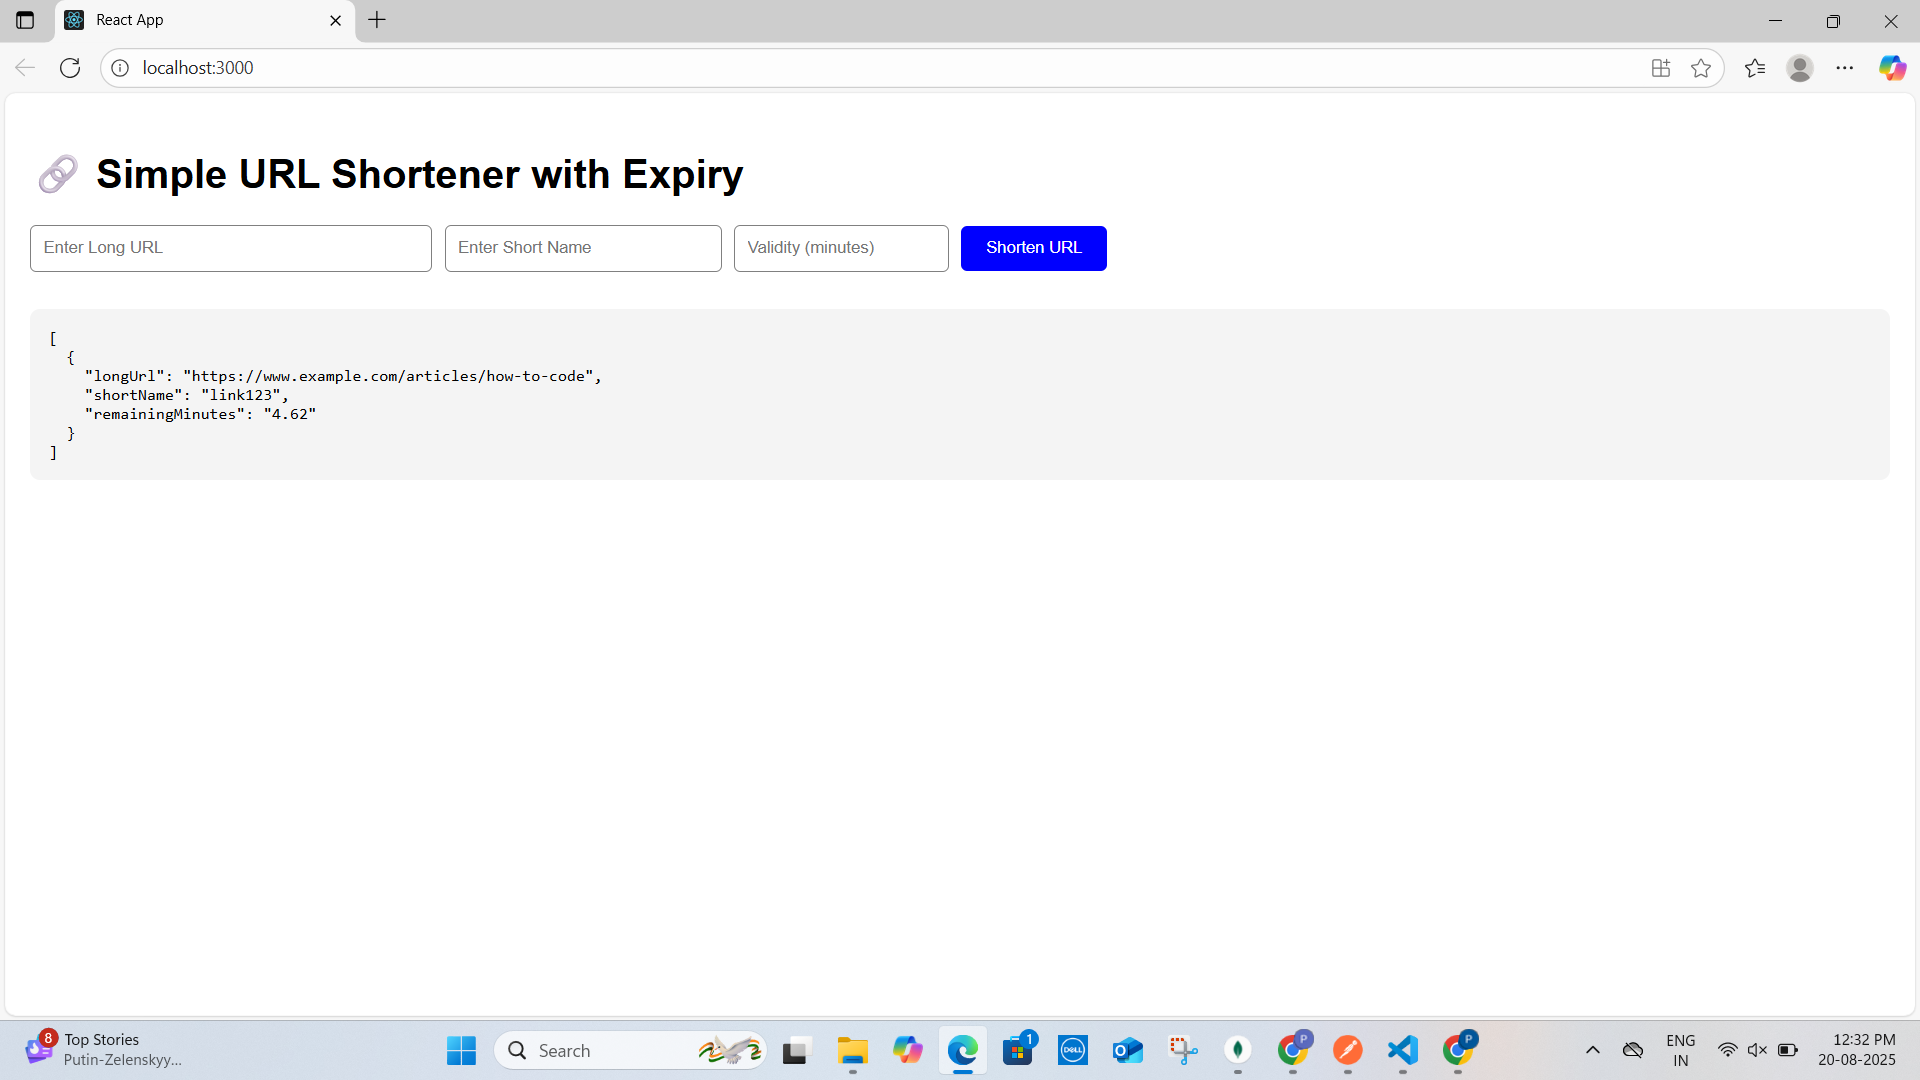 React App
localhost:3000
Simple URL Shortener with Expiry
Enter Long URL
Enter Short Name
Validity (minutes)
Shorten URL
[
  {
    "longUrl": "https://www.example.com/articles/how-to-code",
    "shortName": "link123",
    "remainingMinutes": "4.62"
  }
]
8
Top Stories
Putin-Zelenskyy...
Search
1
DELL
P
P
ENG
IN
12:32 PM
20-08-2025